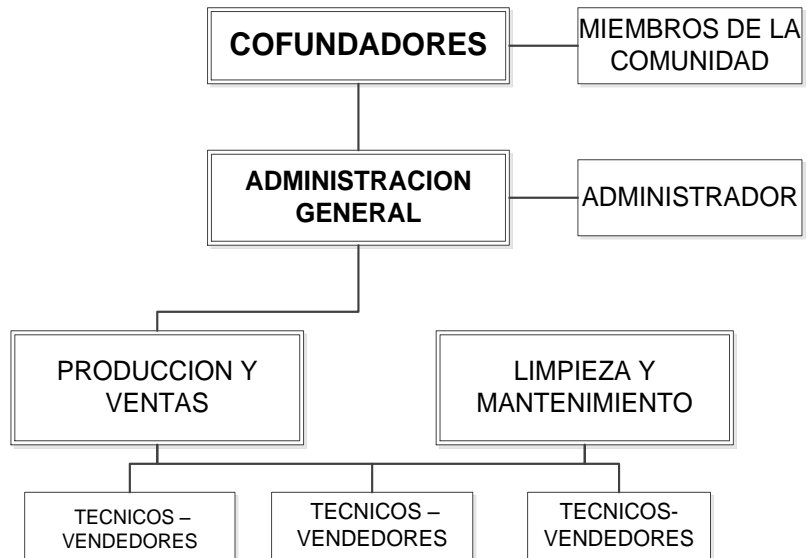 COFUNDADORES
MIEMBROS DE LA
COMUNIDAD
ADMINISTRACION
GENERAL
ADMINISTRADOR
PRODUCCION Y
VENTAS
LIMPIEZA Y
MANTENIMIENTO
TECNICOS –
VENDEDORES
TECNICOS –
VENDEDORES
TECNICOS-
VENDEDORES